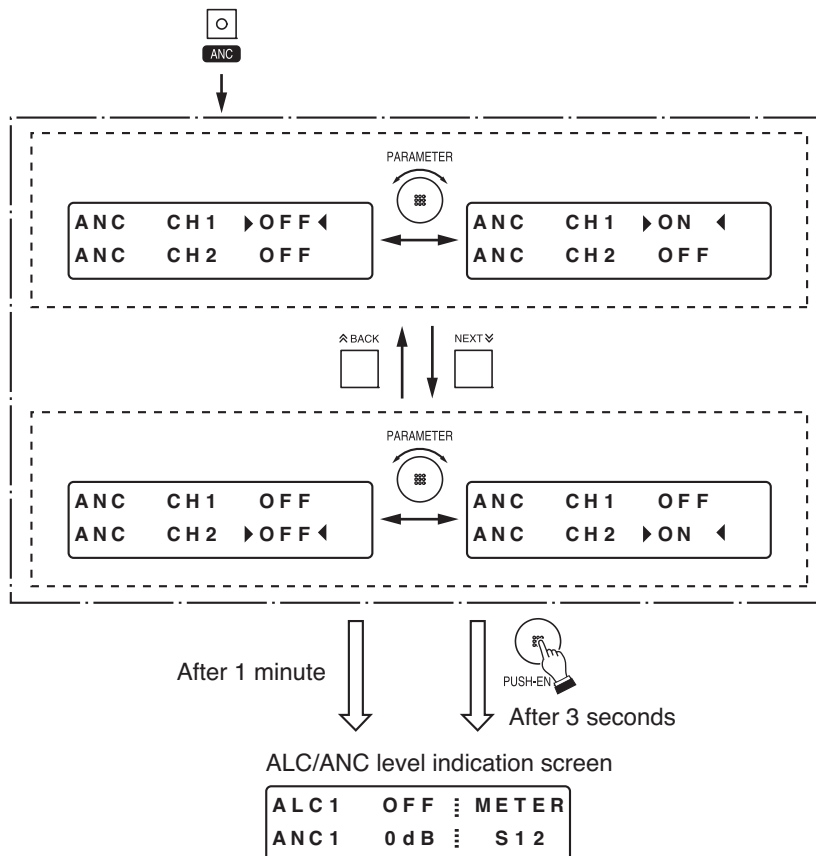 ANC
PARAMETER
ANC CH1 ▶OFF◀
ANC CH2 OFF
ANC CH1 ▶ON ◀
ANC CH2 OFF
BACK
NEXT
PARAMETER
ANC CH1 OFF
ANC CH2 ▶OFF◀
ANC CH1 OFF
ANC CH2 ▶ON ◀
After 1 minute
PUSH-EN
After 3 seconds
ALC/ANC level indication screen
ALC1 OFF METER
ANC1 0dB S12